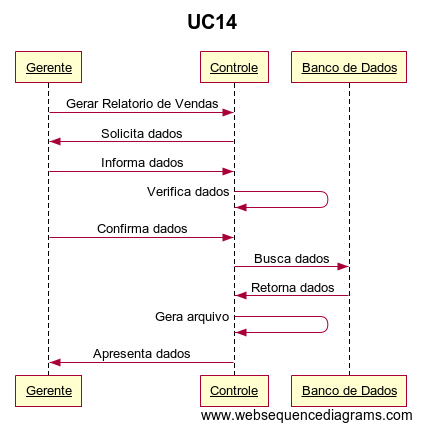 UC14
Gerente Controle Banco de Dados
Gerar Relatorio de Vendas
Solicita dados
Informa dados
Verifica dados
Confirma dados
Busca dados
Retorna dados
Gera arquivo
Apresenta dados
Gerente Controle Banco de Dados
www.websequencediagrams.com